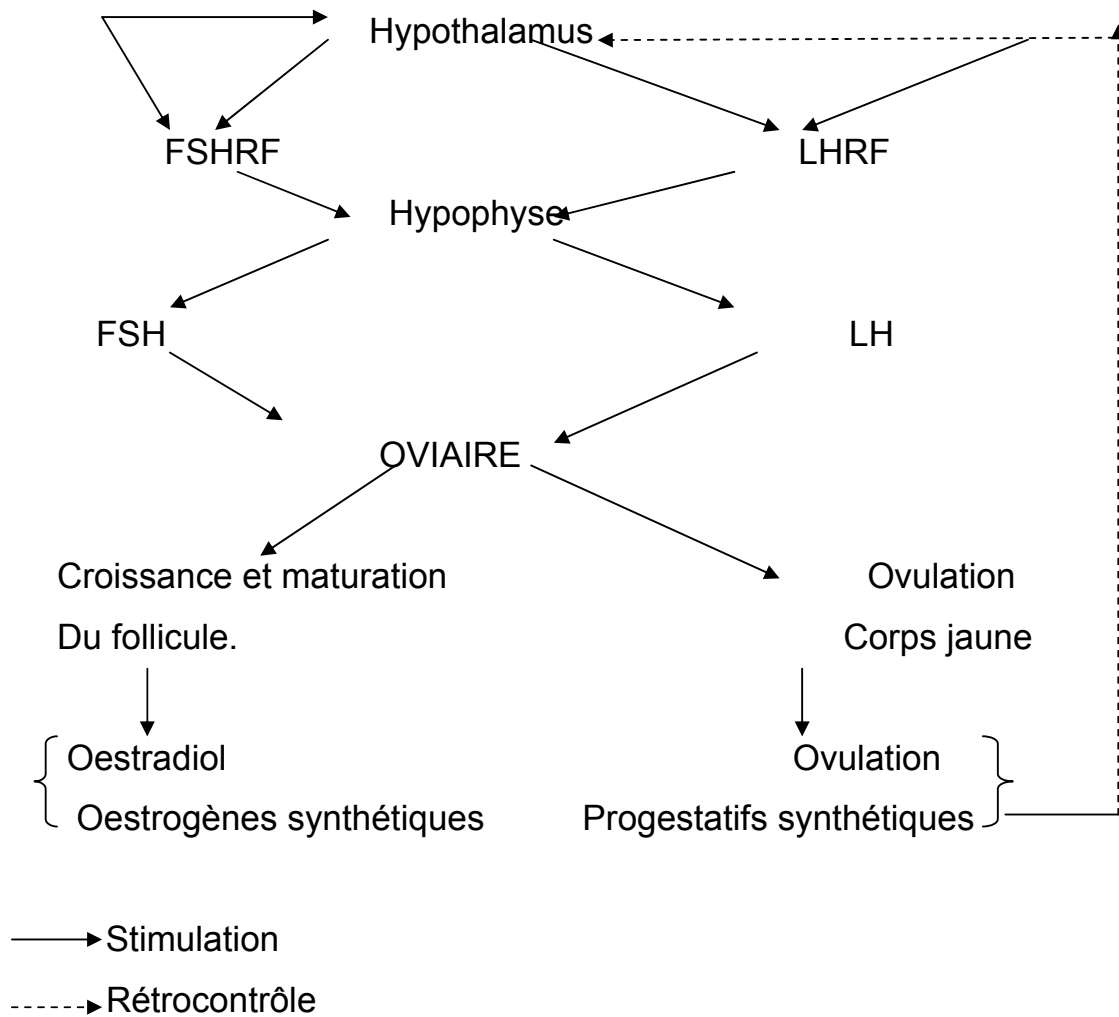 Hypothalamus
FSHRF LHRF
Hypophyse
FSH LH
OVIAIRE
Croissance et maturation Ovulation
Du follicule. Corps jaune
Oestradiol Ovulation
Oestrogènes synthétiques Progestatifs synthétiques
Stimulation
Rétrocontrôle